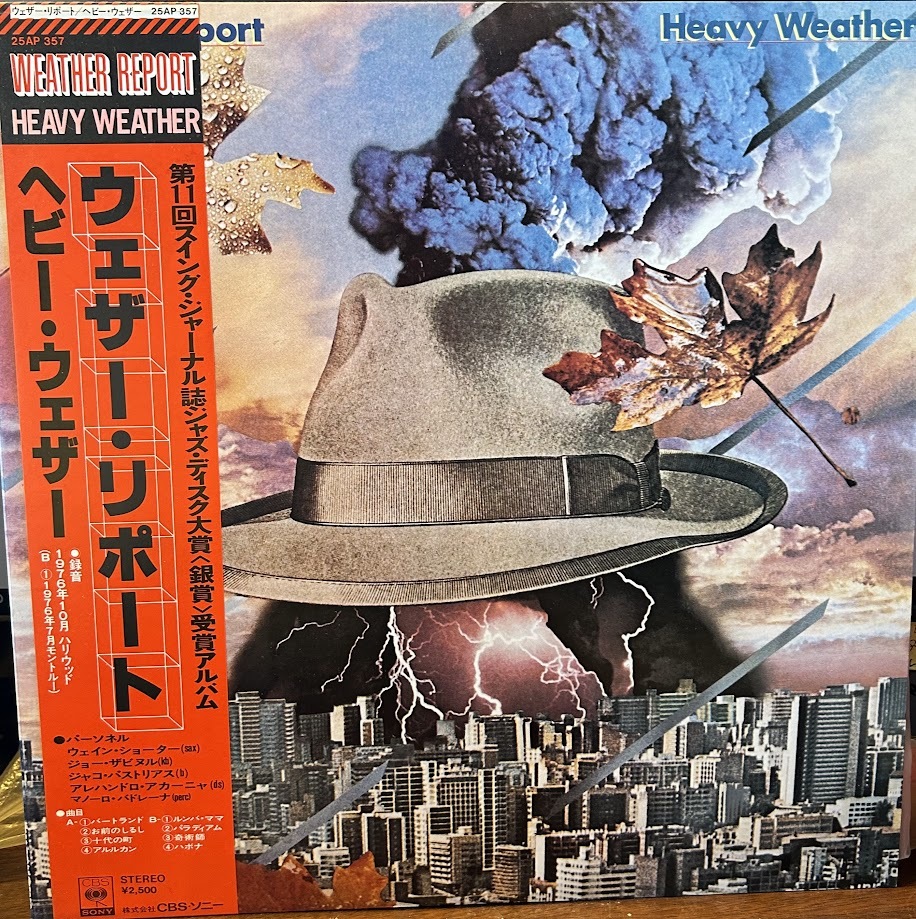 ウェザー・リポート/ヘビー・ウェザー 25AP 357
25AP 357
WEATHER REPORT
HEAVY WEATHER
port
Heavy Weather
第11回スイング・ジャーナル誌ジャズ・ディスク大賞〈銀賞〉受賞アルバム
ウェザー・リポート
ヘビー・ウェザー
●録音
1976年10月 ハリウッド
(B ①1976年7月モントルー)
●パーソネル
ウェイン・ショーター(sax)
ジョー・ザビヌル(kb)
ジャコ・パストリアス(b)
アレハンドロ・アカーニャ(ds)
マノーロ・バドレーナ(perc)
●曲目
A-①バードランド B-①ルンバ・ママ
②お前のしるし ②パラディアム
③十代の町 ③奇術師
④アルルカン ④ハボナ
CBS
SONY
STEREO
¥2,500
株式会社CBS・ソニー